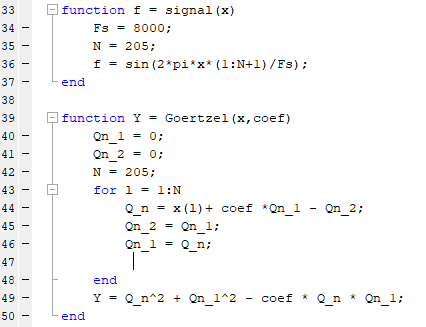 33 function f = signal(x)
34 - Fs = 8000;
35 - N = 205;
36 - f = sin(2*pi*x*(1:N+1)/Fs);
37 - end
38
39 function Y = Goertzel(x,coef)
40 - Qn_1 = 0;
41 - Qn_2 = 0;
42 - N = 205;
43 - for l = 1:N
44 - Q_n = x(l)+ coef *Qn_1 - Qn_2;
45 - Qn_2 = Qn_1;
46 - Qn_1 = Q_n;
47
48 - end
49 - Y = Q_n^2 + Qn_1^2 - coef * Q_n * Qn_1;
50 - end